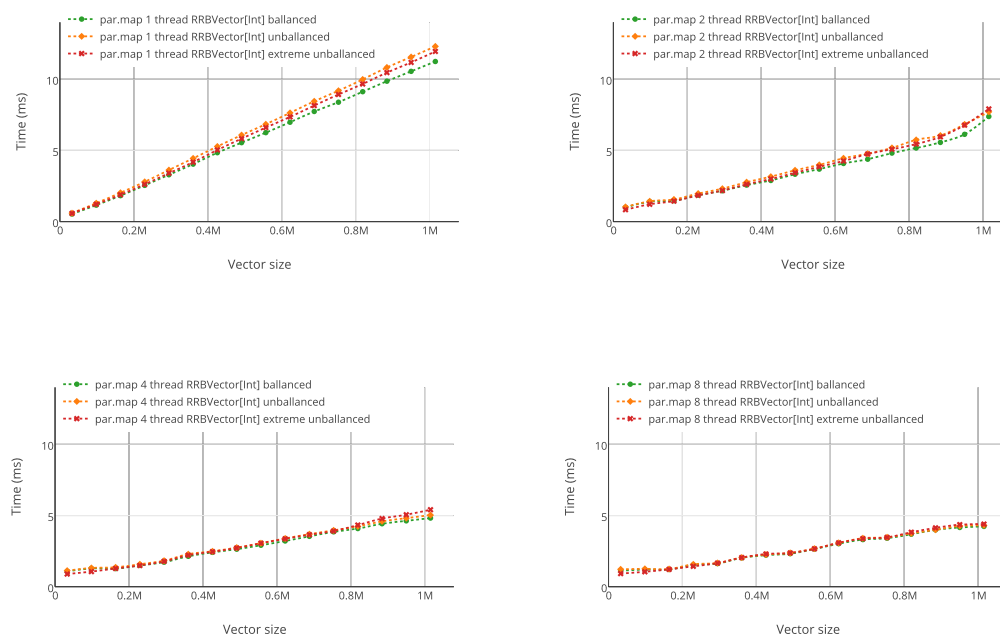 par.map 1 thread RRBVector[Int] ballanced
par.map 1 thread RRBVector[Int] unballanced
par.map 1 thread RRBVector[Int] extreme unballanced
10
5
0
0
0.2M
0.4M
0.6M
0.8M
1M
Time (ms)
Vector size
par.map 2 thread RRBVector[Int] ballanced
par.map 2 thread RRBVector[Int] unballanced
par.map 2 thread RRBVector[Int] extreme unballanced
10
5
0
0
0.2M
0.4M
0.6M
0.8M
1M
Time (ms)
Vector size
par.map 4 thread RRBVector[Int] ballanced
par.map 4 thread RRBVector[Int] unballanced
par.map 4 thread RRBVector[Int] extreme unballanced
10
5
0
0
0.2M
0.4M
0.6M
0.8M
1M
Time (ms)
Vector size
par.map 8 thread RRBVector[Int] ballanced
par.map 8 thread RRBVector[Int] unballanced
par.map 8 thread RRBVector[Int] extreme unballanced
10
5
0
0
0.2M
0.4M
0.6M
0.8M
1M
Time (ms)
Vector size